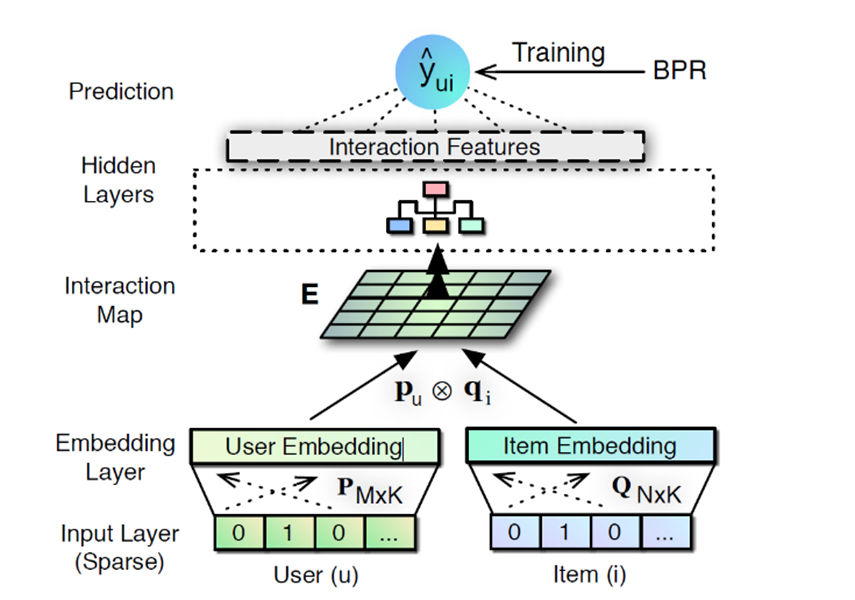 ŷui
Training
BPR
Prediction
Interaction Features
Hidden
Layers
Interaction
Map
E
pu ⊗ qi
Embedding
Layer
User Embedding
Item Embedding
PMxK
QNxK
Input Layer
(Sparse)
0 1 0 ...
0 1 0 ...
User (u)
Item (i)